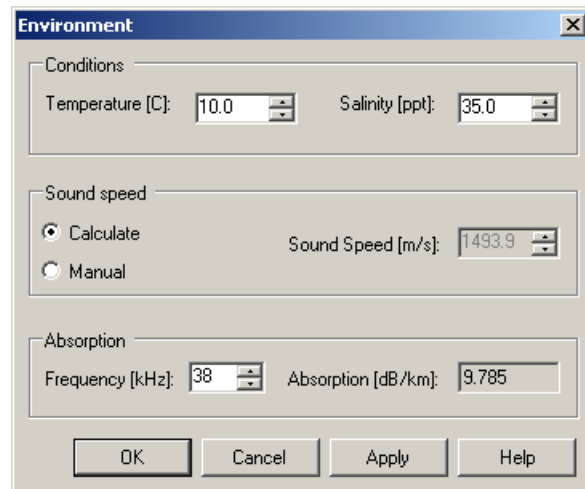 Environment
Conditions
Temperature [C]: 10.0 Salinity [ppt]: 35.0
Sound speed
Calculate
Sound Speed [m/s]: 1493.9
Manual
Absorption
Frequency [kHz]: 38 Absorption [dB/km]: 9.785
OK Cancel Apply Help